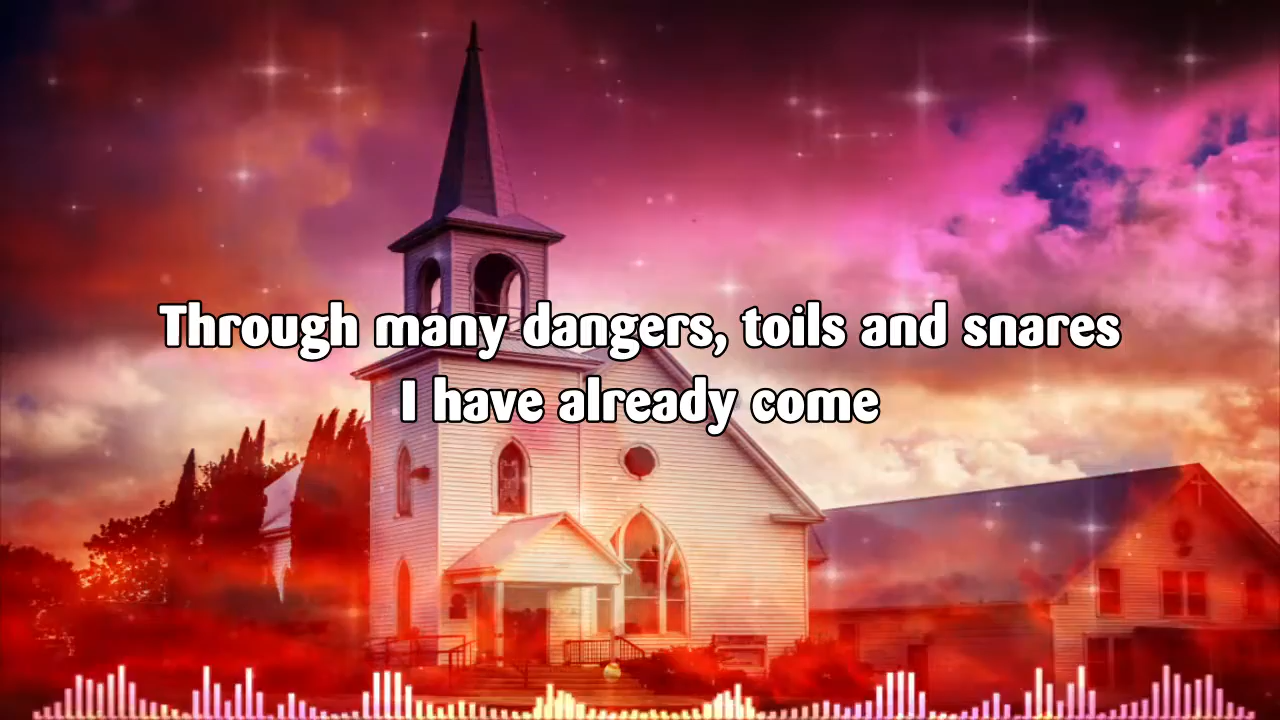 Through many dangers, toils and snares
I have already come